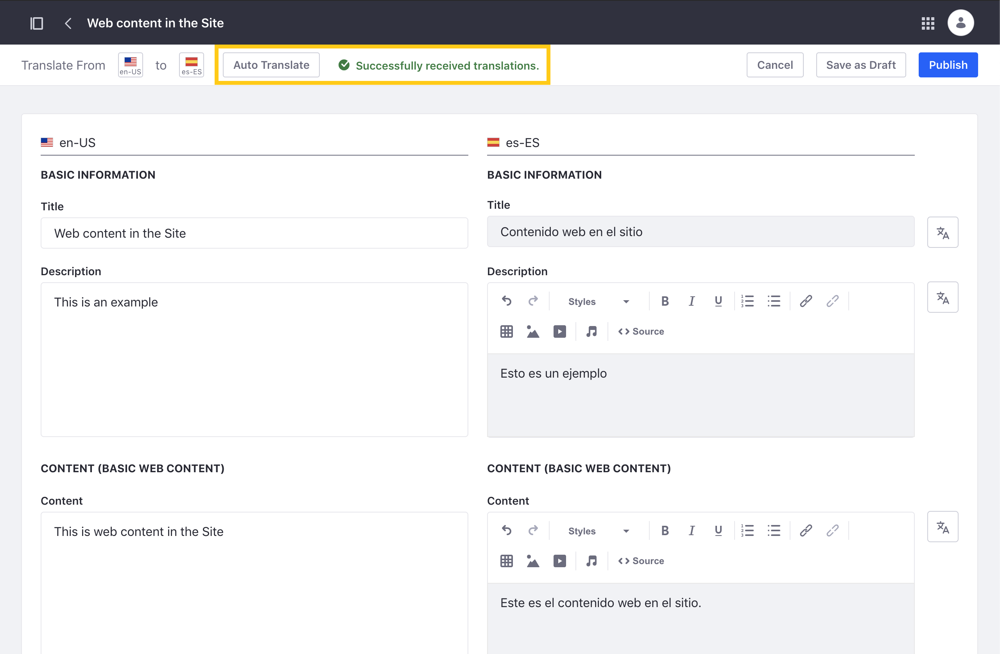 Web content in the Site
Translate From en-US to es-ES Auto Translate Successfully received translations. Cancel Save as Draft Publish
en-US
BASIC INFORMATION
Title
Web content in the Site
Description
This is an example
CONTENT (BASIC WEB CONTENT)
Content
This is web content in the Site
es-ES
BASIC INFORMATION
Title
Contenido web en el sitio
Description
Styles B I U
Source
Esto es un ejemplo
CONTENT (BASIC WEB CONTENT)
Content
Styles B I U
Source
Este es el contenido web en el sitio.